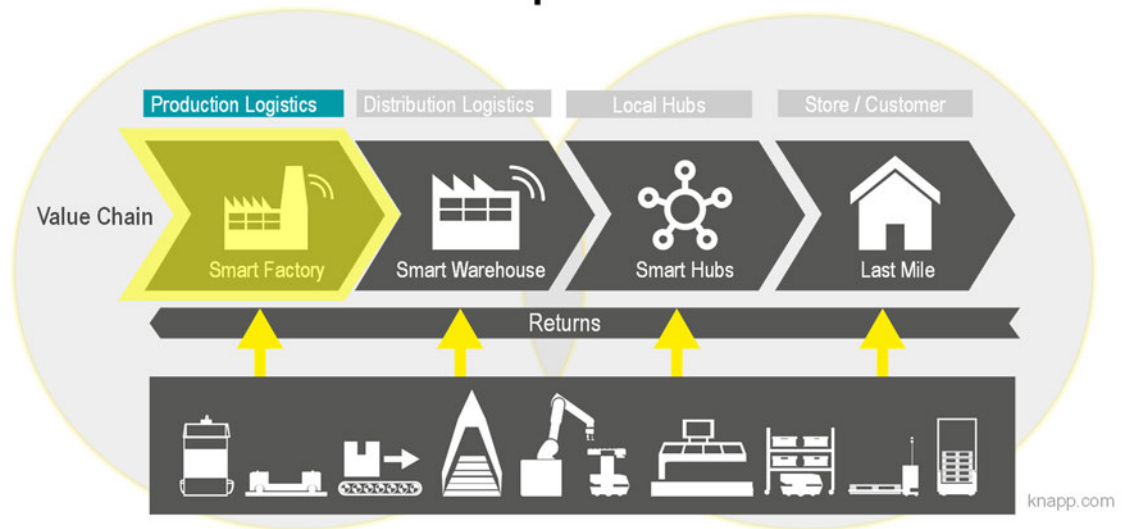 Production Logistics
Distribution Logistics
Local Hubs
Store / Customer
Value Chain
Smart Factory
Smart Warehouse
Smart Hubs
Last Mile
Returns
knapp.com